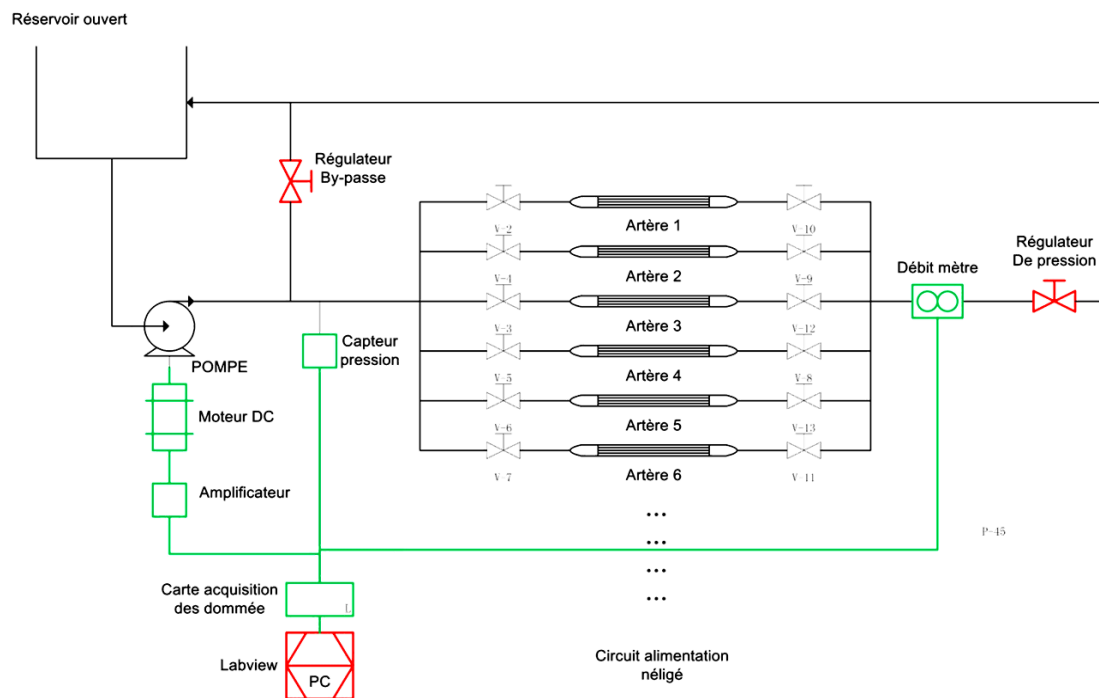 Réservoir ouvert
Régulateur
By-passe
V-2
Artère 1
V-10
Régulateur
De pression
Débit mètre
V-4
Artère 2
V-9
V-3
Artère 3
V-12
Capteur
pression
POMPE
V-5
Artère 4
V-8
Moteur DC
V-6
Artère 5
V-13
V-7
Artère 6
V-11
Amplificateur
...
P-45
...
...
...
Carte acquisition
des dommée
L
Labview
PC
Circuit alimentation
néligé